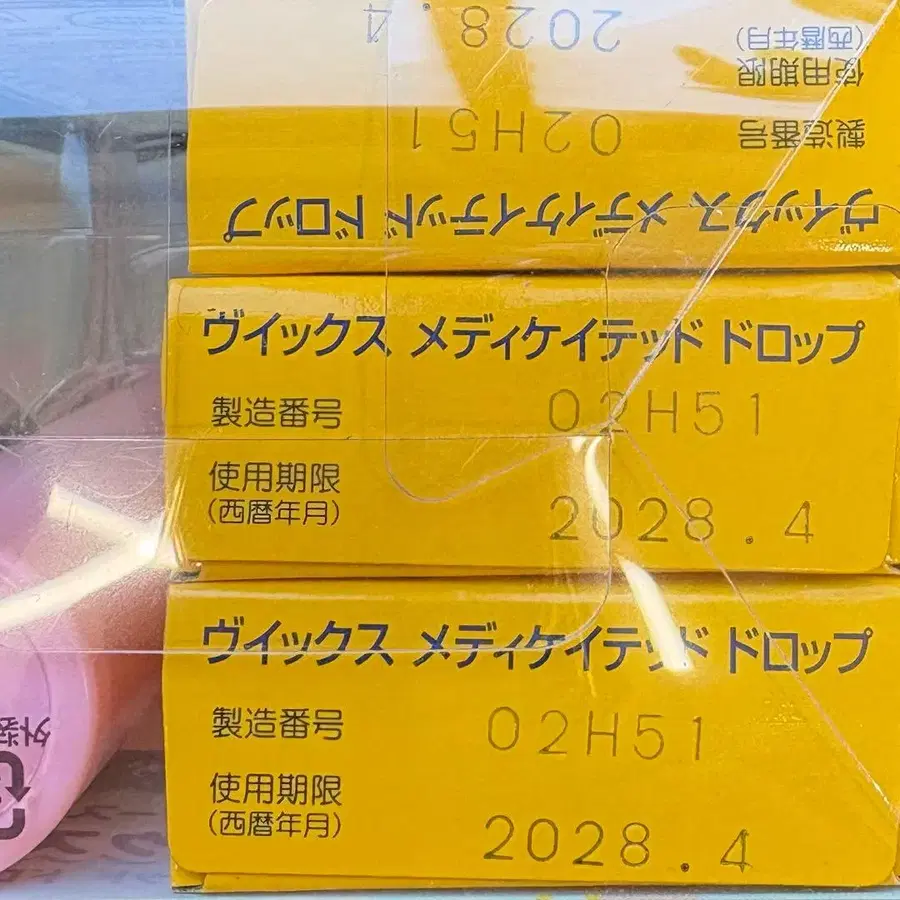 2028.4
(西暦年月)
使用期限
製造番号 02H51
ヴイックス メディケイテッド ドロップ
ヴイックス メディケイテッド ドロップ
製造番号 02H51
使用期限
(西暦年月) 2028.4
ヴイックス メディケイテッド ドロップ
製造番号 02H51
使用期限
(西暦年月) 2028.4
外装